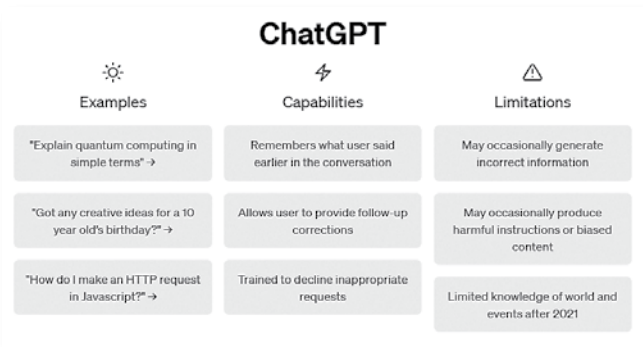 ChatGPT
Examples
"Explain quantum computing in
simple terms" →
"Got any creative ideas for a 10
year old's birthday?" →
"How do I make an HTTP request
in Javascript?" →
Capabilities
Remembers what user said
earlier in the conversation
Allows user to provide follow-up
corrections
Trained to decline inappropriate
requests
Limitations
May occasionally generate
incorrect information
May occasionally produce
harmful instructions or biased
content
Limited knowledge of world and
events after 2021